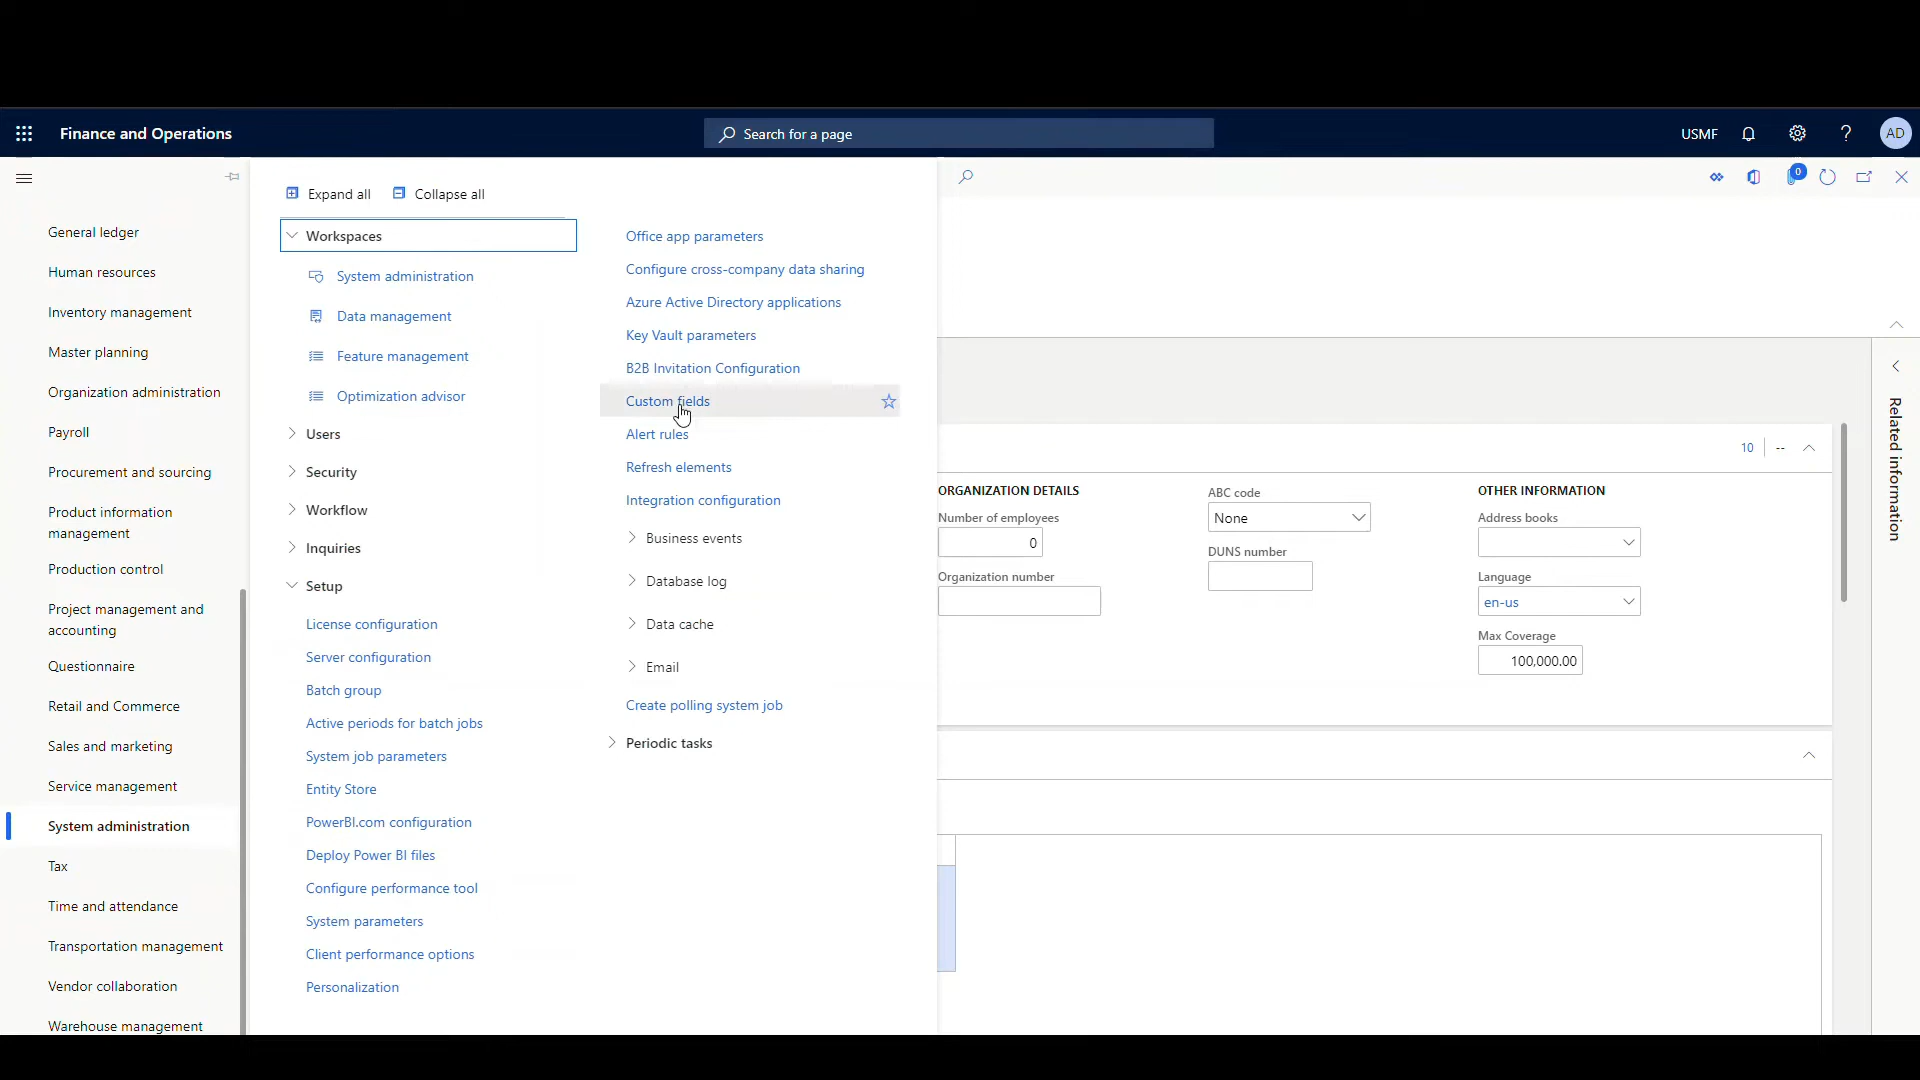 Finance and Operations
Search for a page
USMF
AD
0
General ledger
Human resources
Inventory management
Master planning
Organization administration
Payroll
Procurement and sourcing
Product information
management
Production control
Project management and
accounting
Questionnaire
Retail and Commerce
Sales and marketing
Service management
System administration
Tax
Time and attendance
Transportation management
Vendor collaboration
Warehouse management
Expand all
Collapse all
Workspaces
System administration
Data management
Feature management
Optimization advisor
Users
Security
Workflow
Inquiries
Setup
License configuration
Server configuration
Batch group
Active periods for batch jobs
System job parameters
Entity Store
PowerBI.com configuration
Deploy Power BI files
Configure performance tool
System parameters
Client performance options
Personalization
Office app parameters
Configure cross-company data sharing
Azure Active Directory applications
Key Vault parameters
B2B Invitation Configuration
Custom fields
Alert rules
Refresh elements
Integration configuration
Business events
Database log
Data cache
Email
Create polling system job
Periodic tasks
10
--
ORGANIZATION DETAILS
Number of employees
0
Organization number
ABC code
None
DUNS number
OTHER INFORMATION
Address books
Language
en-us
Max Coverage
100,000.00
Related information